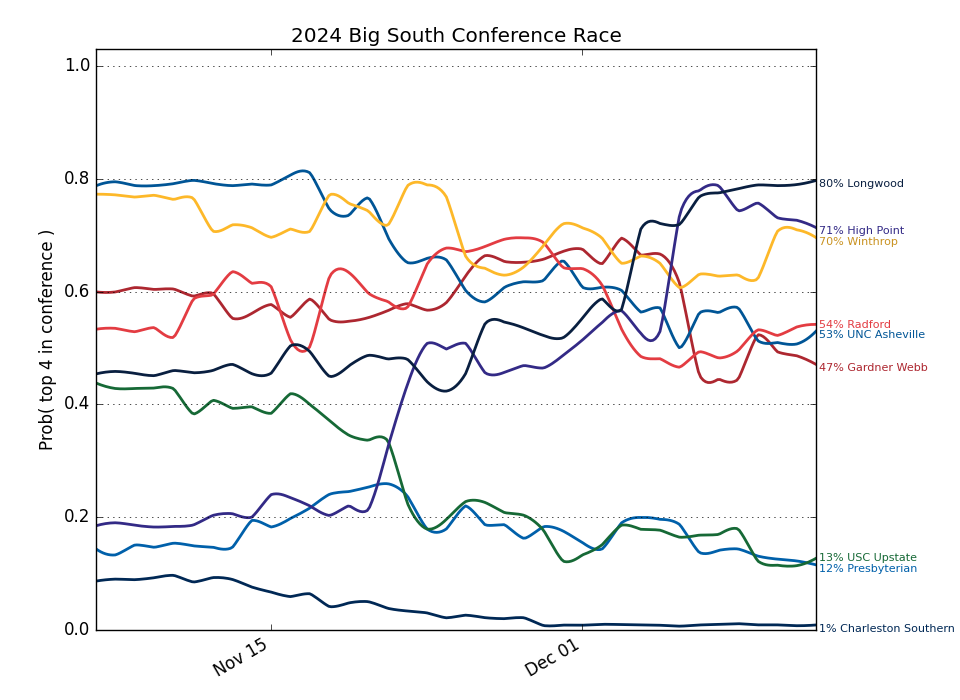 2024 Big South Conference Race
Prob( top 4 in conference )
1.0
0.8
0.6
0.4
0.2
0.0
Nov 15
Dec 01
80% Longwood
71% High Point
70% Winthrop
54% Radford
53% UNC Asheville
47% Gardner Webb
13% USC Upstate
12% Presbyterian
1% Charleston Southern